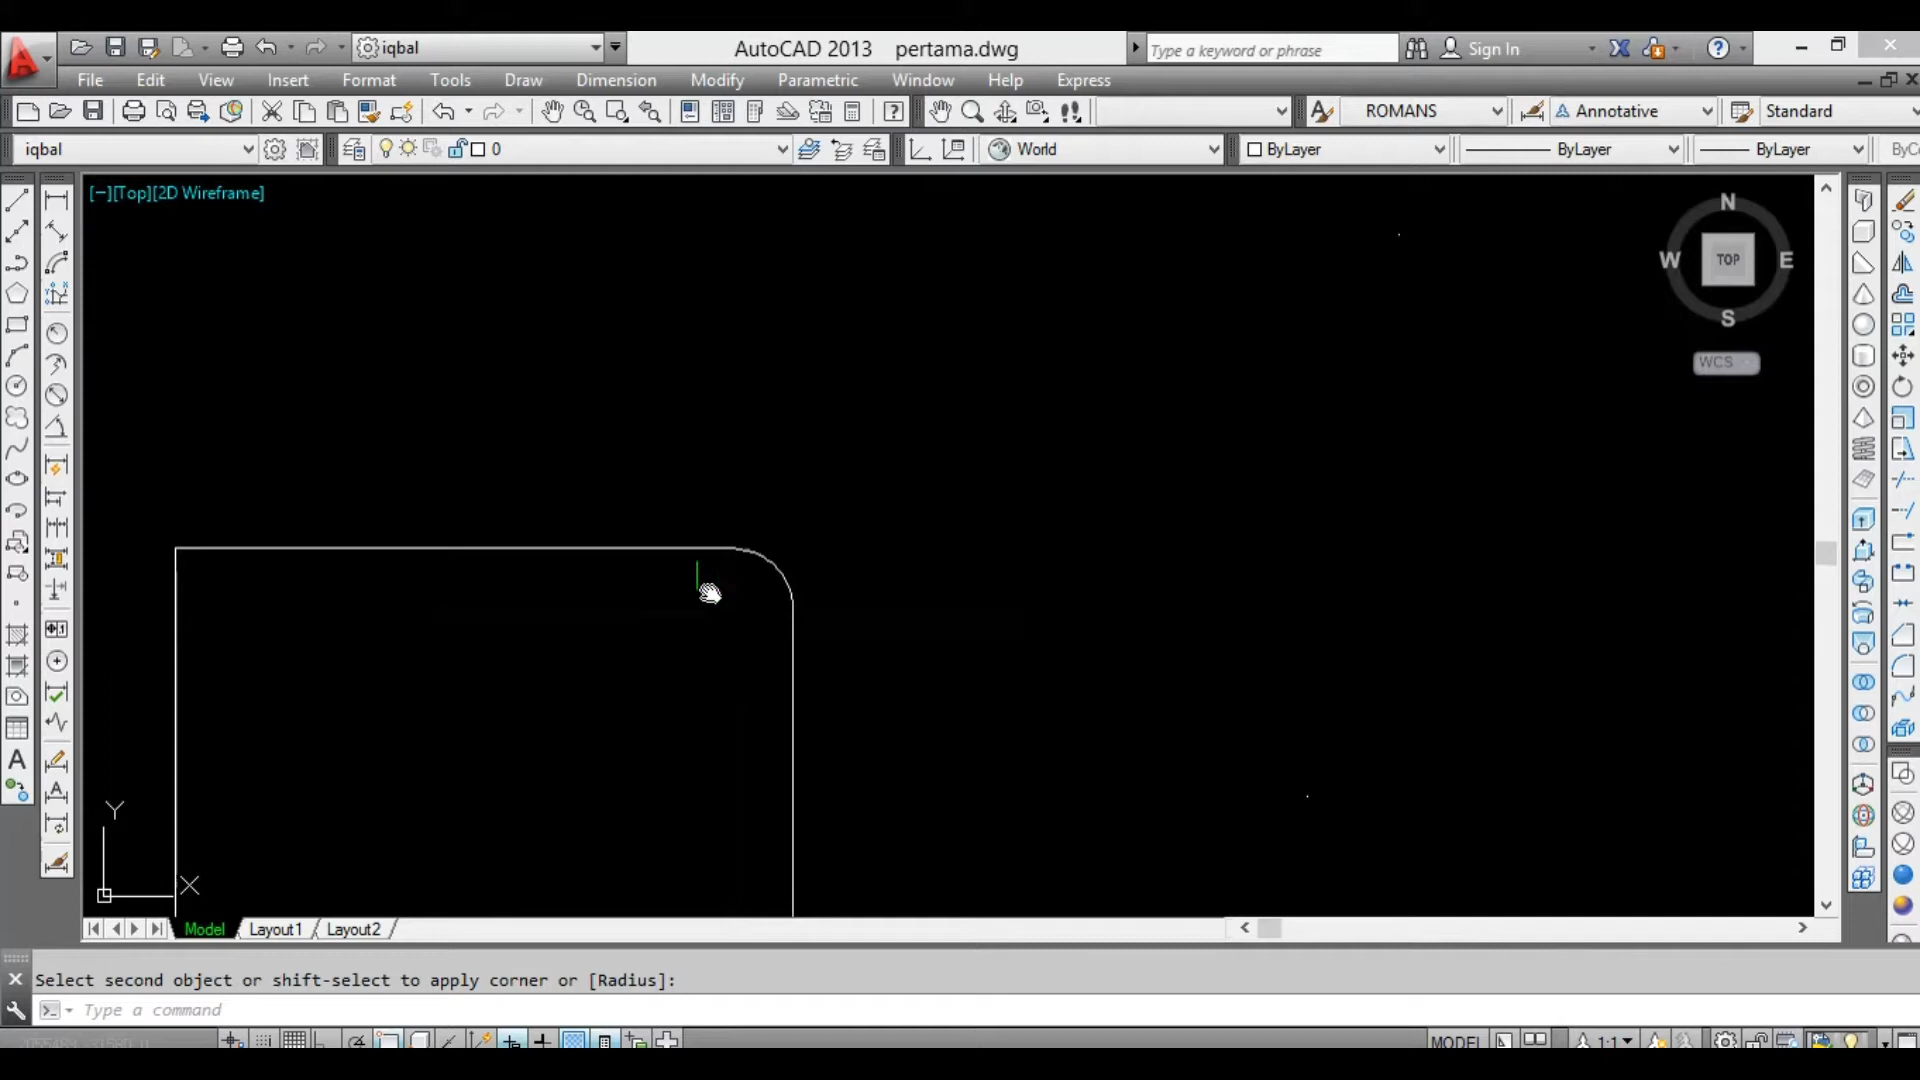 iqbal
AutoCAD 2013 pertama.dwg
Type a keyword or phrase
Sign In
File Edit View Insert Format Tools Draw Dimension Modify Parametric Window Help Express
ROMANS Annotative Standard
iqbal 0 World ByLayer ByLayer ByLayer
[−][Top][2D Wireframe]
N
W TOP E
S
WCS
Y
X
Model Layout1 Layout2
Select second object or shift-select to apply corner or [Radius]:
Type a command
MODEL 1:1